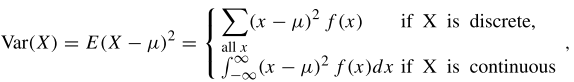 Var(X) = E(X − μ)² = { ∑(x − μ)² f(x) if X is discrete,
all x
∫_{−∞}^{∞}(x − μ)² f(x)dx if X is continuous ,